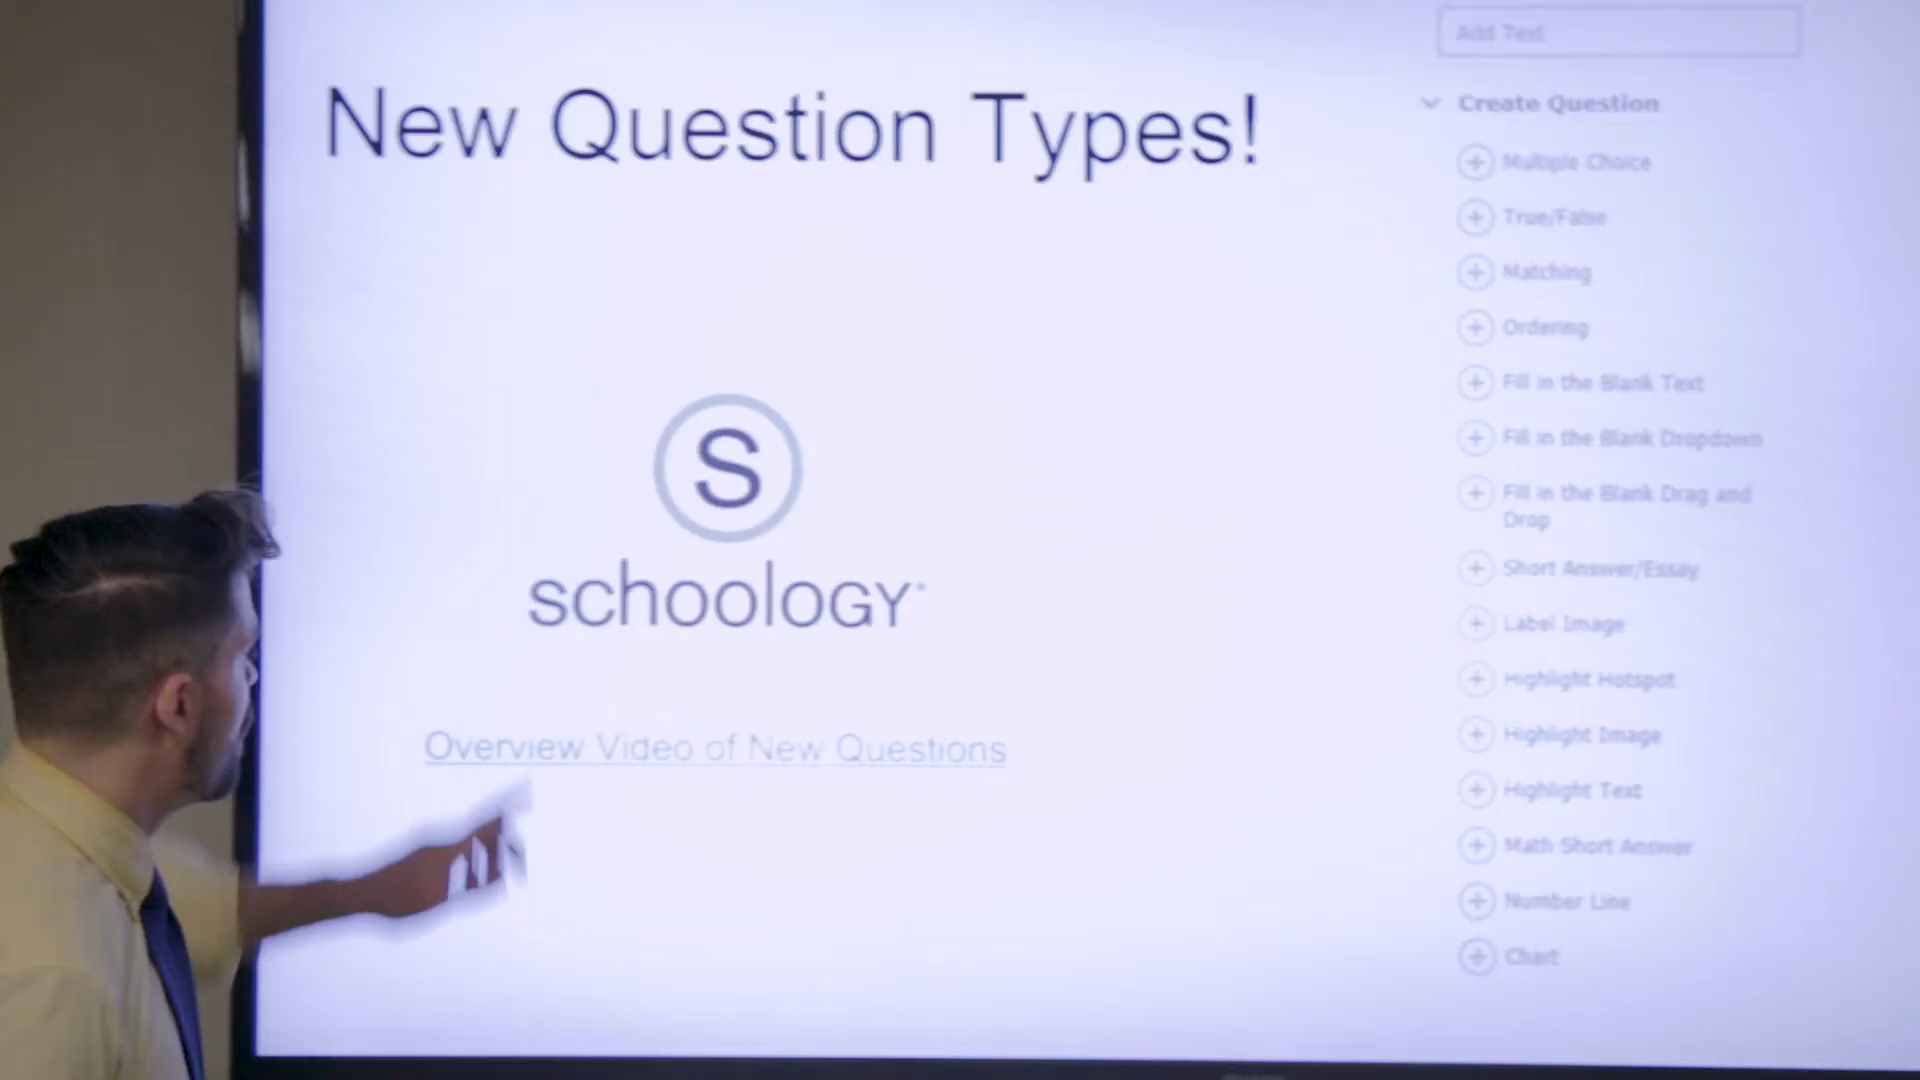 New Question Types!
S
schoology
Overview Video of New Questions
Add Text
Create Question
Multiple Choice
True/False
Matching
Ordering
Fill in the Blank Text
Fill in the Blank Dropdown
Fill in the Blank Drag and
Drop
Short Answer/Essay
Label Image
Highlight Hotspot
Highlight Image
Highlight Text
Math Short Answer
Number Line
Chart